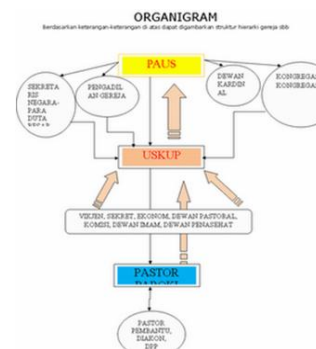 ORGANIGRAM
Berdasarkan keterangan-keterangan di atas dapat digambarkan struktur hierarki gereja sbb
PAUS
SEKRETA
RIS
NEGARA-
PARA
DUTA
PENGADIL
AN GEREJA
DEWAN
KARDIN
AL
KONGREGA
KONGREGA
USKUP
VIKJEN, SEKRET, EKONOM, DEWAN PASTORAL,
KOMISI, DEWAN IMAM, DEWAN PENASEHAT
PASTOR
PAROKI
PASTOR
PEMBANTU,
DIAKON,
DPP